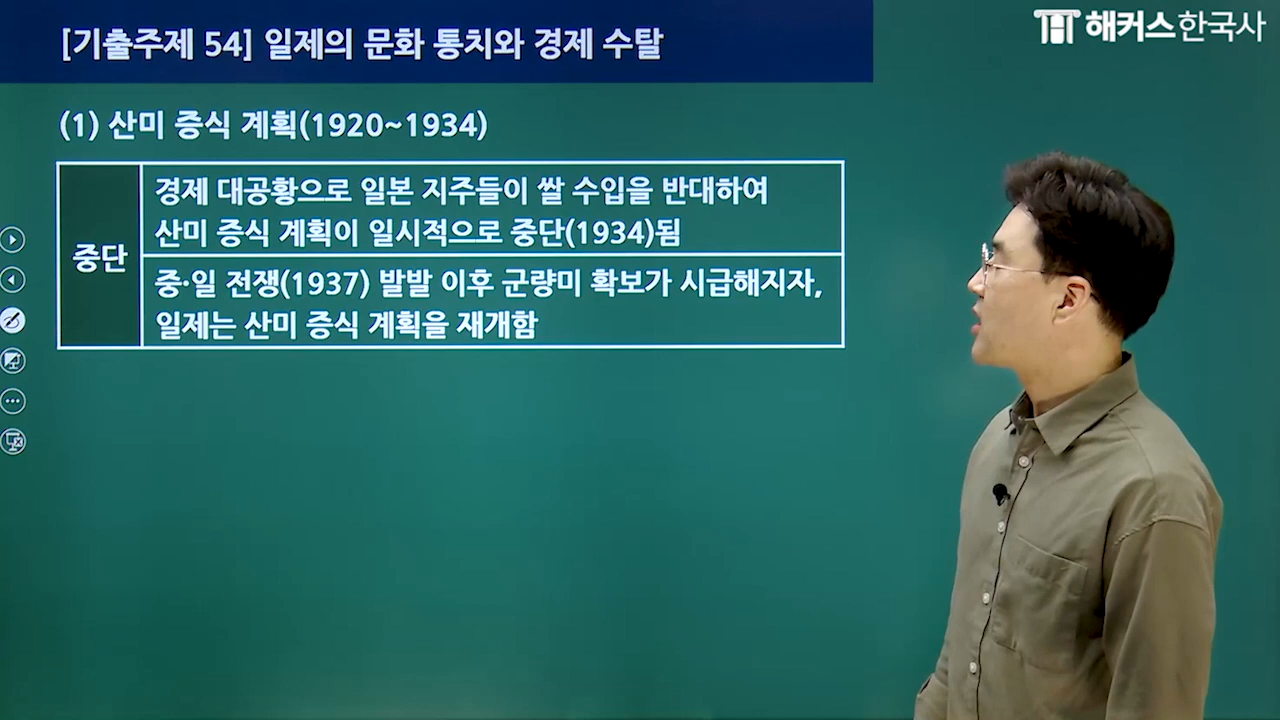 [기출주제 54] 일제의 문화 통치와 경제 수탈
해커스한국사
(1) 산미 증식 계획(1920~1934)
중단
경제 대공황으로 일본 지주들이 쌀 수입을 반대하여
산미 증식 계획이 일시적으로 중단(1934)됨
중·일 전쟁(1937) 발발 이후 군량미 확보가 시급해지자,
일제는 산미 증식 계획을 재개함